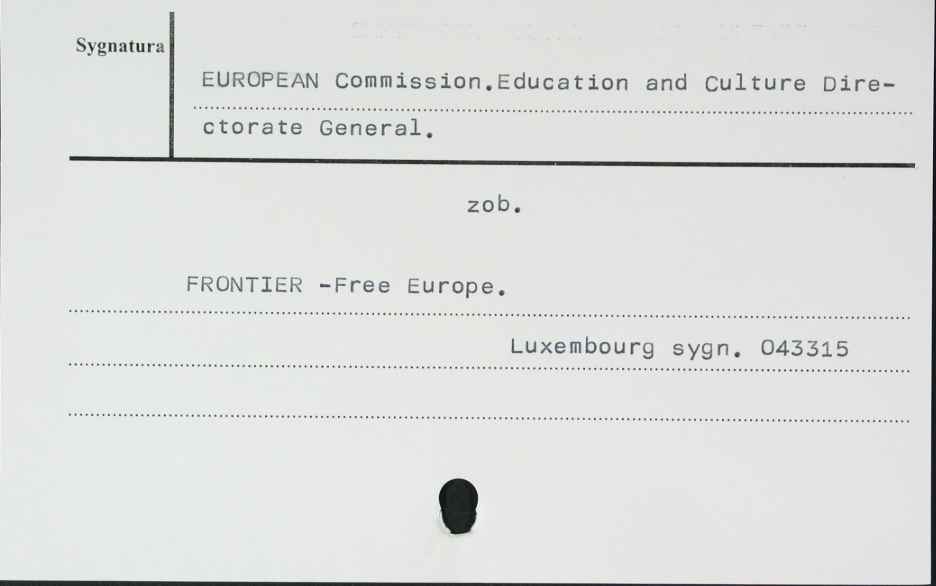 Sygnatura
EUROPEAN Commission.Education and Culture Dire-
ctorate General.
zob.
FRONTIER -Free Europe.
Luxembourg sygn. 043315